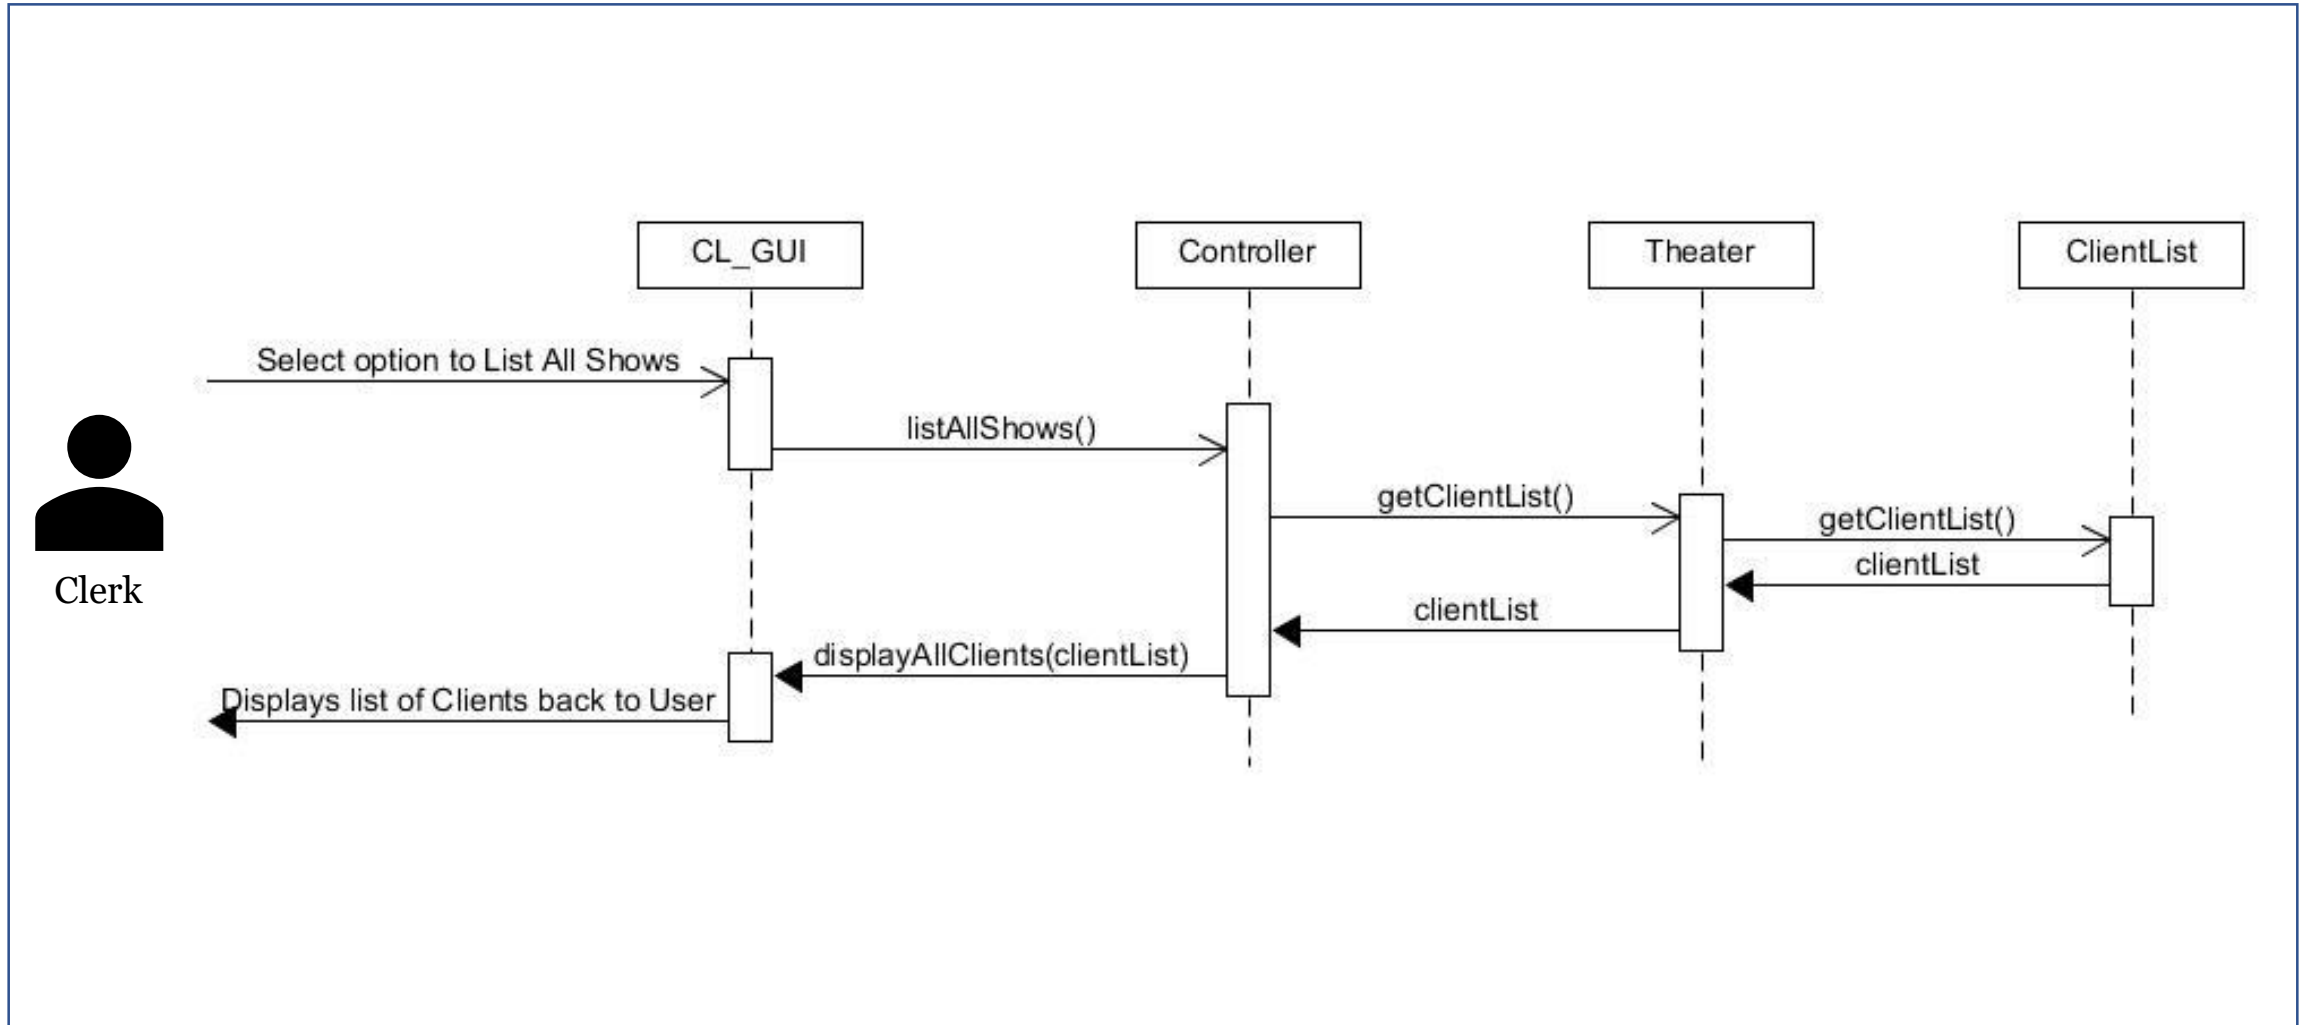 CL_GUI
Controller
Theater
ClientList
Select option to List All Shows
listAllShows()
getClientList()
getClientList()
clientList
clientList
displayAllClients(clientList)
Displays list of Clients back to User
Clerk